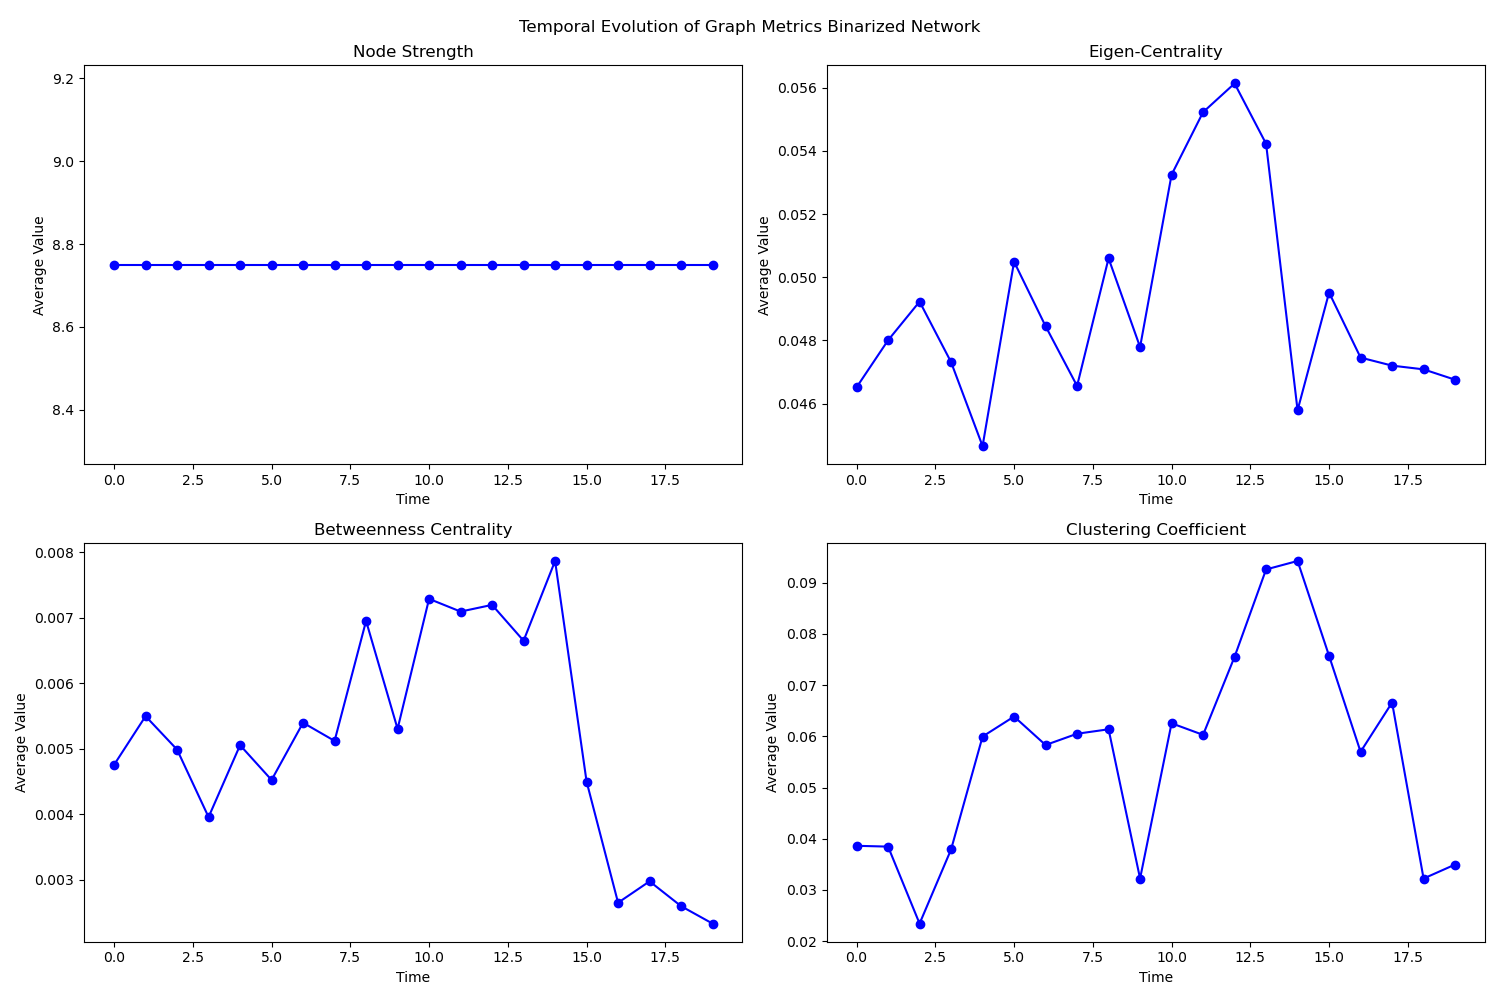 Temporal Evolution of Graph Metrics Binarized Network
Node Strength
9.2
9.0
8.8
8.6
8.4
Average Value
0.0 2.5 5.0 7.5 10.0 12.5 15.0 17.5
Time
Eigen-Centrality
0.056
0.054
0.052
0.050
0.048
0.046
Average Value
0.0 2.5 5.0 7.5 10.0 12.5 15.0 17.5
Time
Betweenness Centrality
0.008
0.007
0.006
0.005
0.004
0.003
Average Value
0.0 2.5 5.0 7.5 10.0 12.5 15.0 17.5
Time
Clustering Coefficient
0.09
0.08
0.07
0.06
0.05
0.04
0.03
0.02
Average Value
0.0 2.5 5.0 7.5 10.0 12.5 15.0 17.5
Time